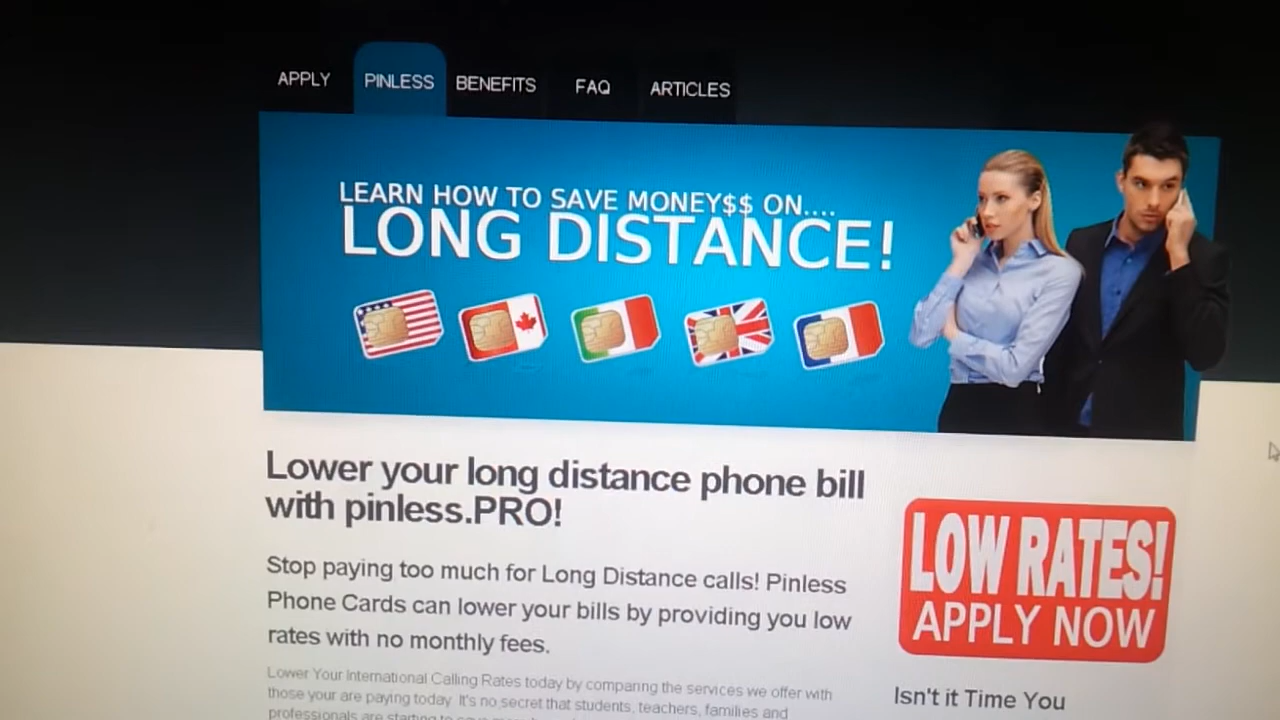 APPLY PINLESS BENEFITS FAQ ARTICLES
LEARN HOW TO SAVE MONEY$$ ON....
LONG DISTANCE!
Lower your long distance phone bill
with pinless.PRO!
Stop paying too much for Long Distance calls! Pinless
Phone Cards can lower your bills by providing you low
rates with no monthly fees.
Lower Your International Calling Rates today by comparing the services we offer with
those your are paying today. It's no secret that students, teachers, families and
professionals are starting to
LOW RATES!
APPLY NOW
Isn't it Time You